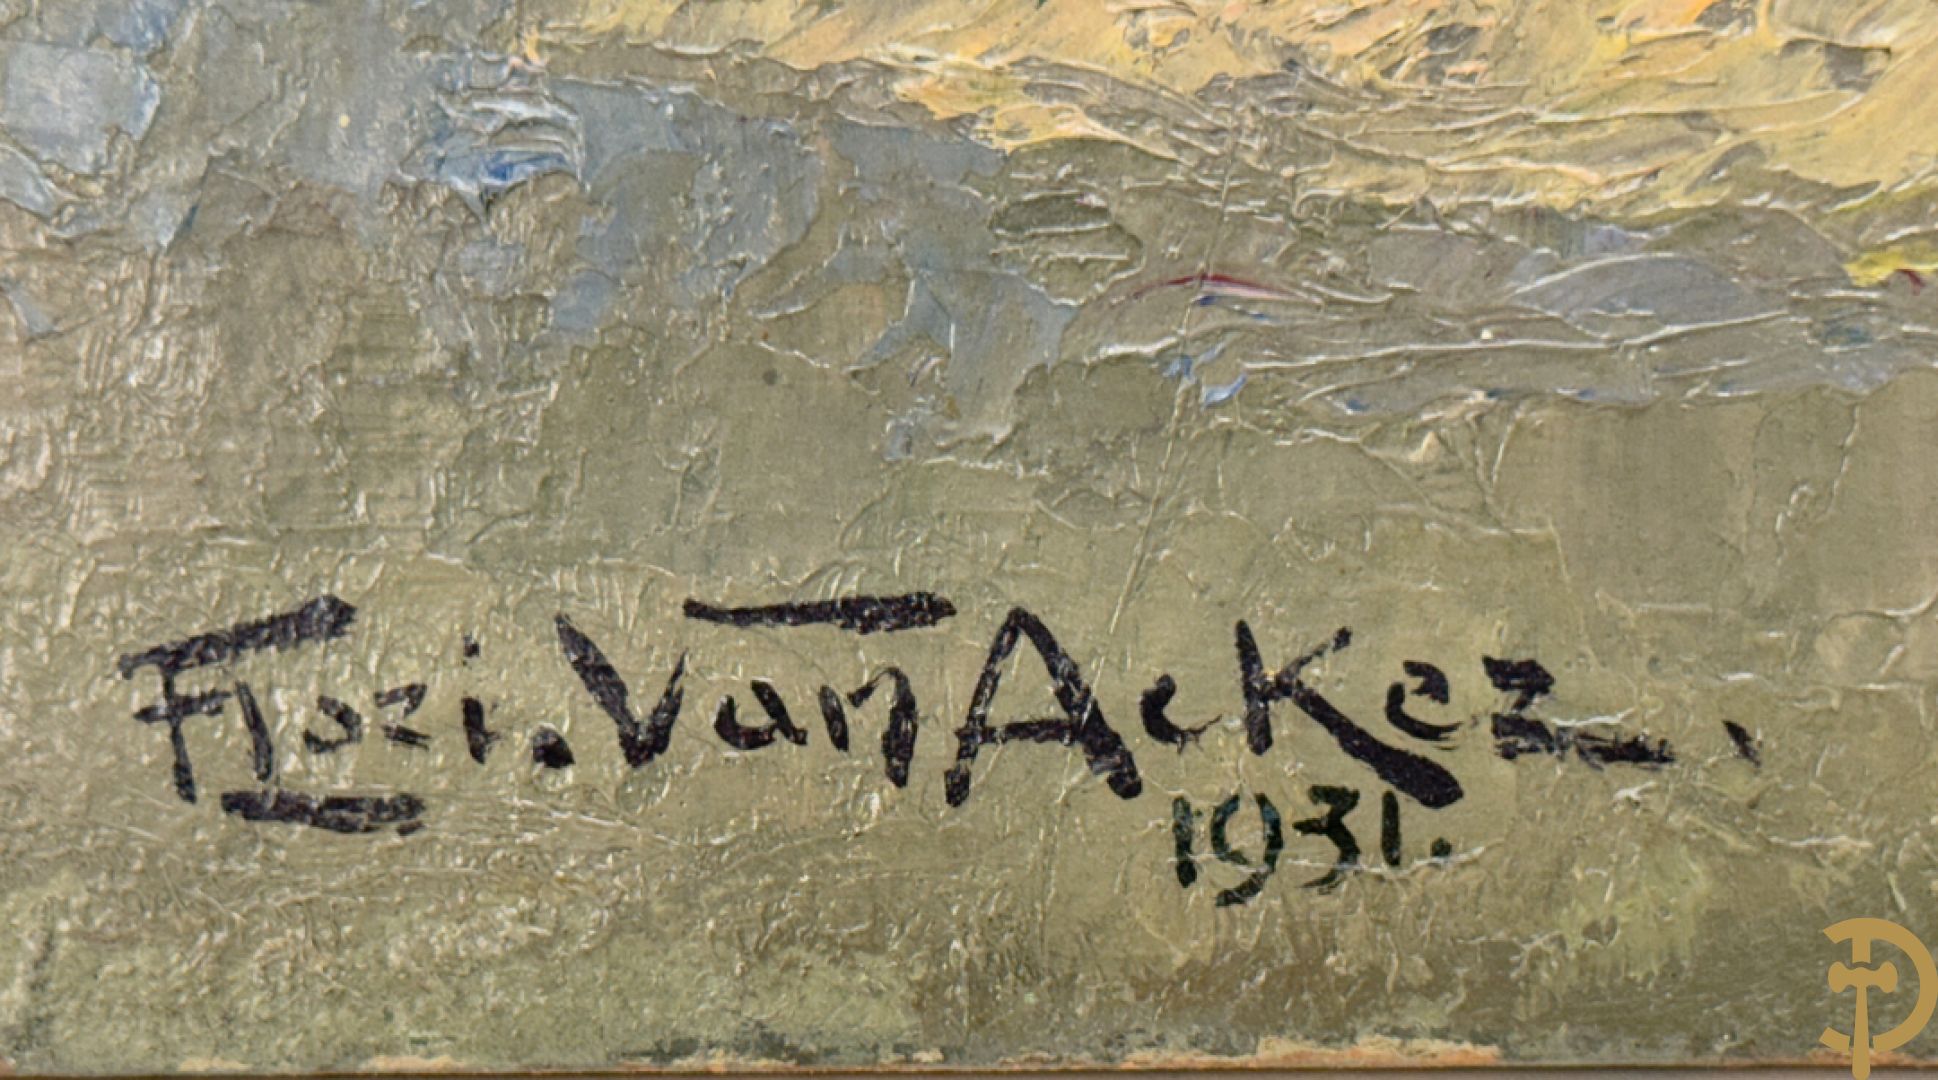 Flori. Van Acker.
1931.